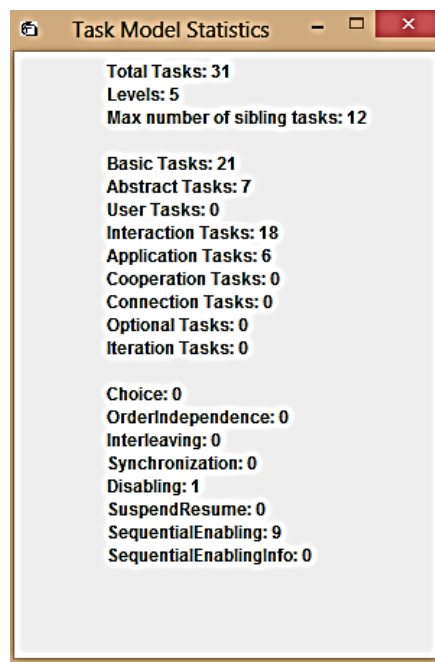 Task Model Statistics
Total Tasks: 31
Levels: 5
Max number of sibling tasks: 12
Basic Tasks: 21
Abstract Tasks: 7
User Tasks: 0
Interaction Tasks: 18
Application Tasks: 6
Cooperation Tasks: 0
Connection Tasks: 0
Optional Tasks: 0
Iteration Tasks: 0
Choice: 0
OrderIndependence: 0
Interleaving: 0
Synchronization: 0
Disabling: 1
SuspendResume: 0
SequentialEnabling: 9
SequentialEnablingInfo: 0